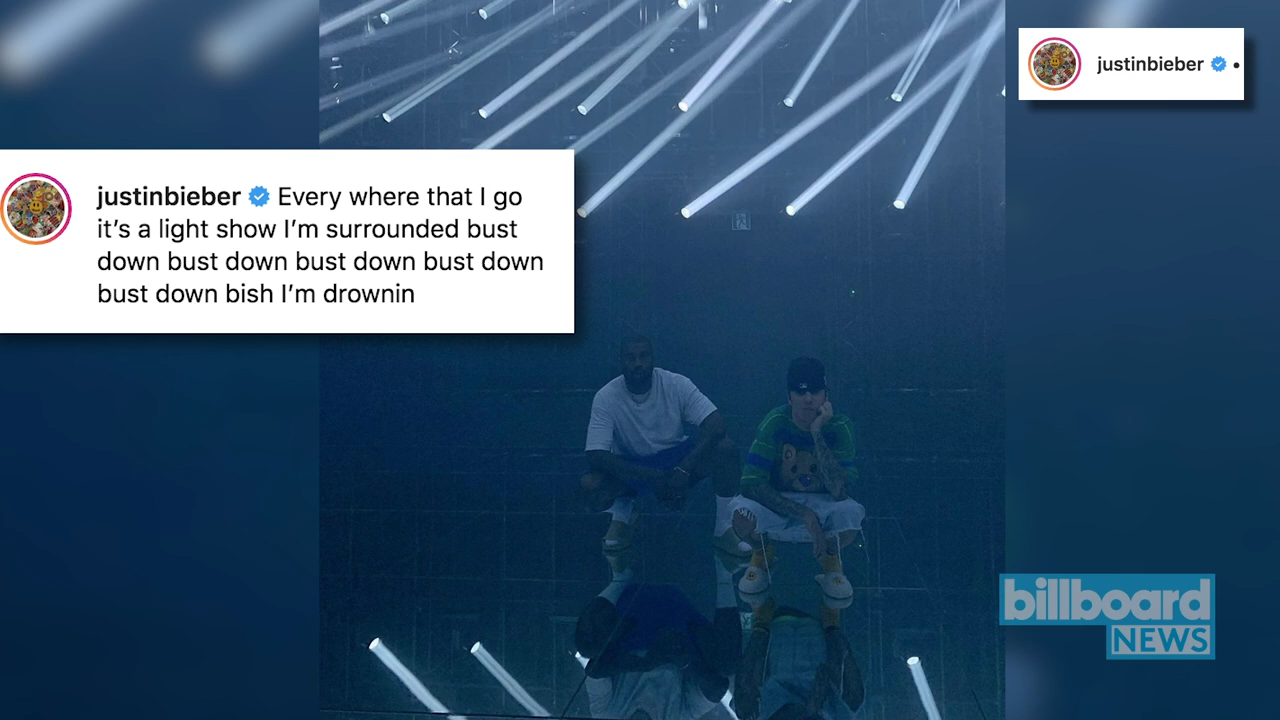 justinbieber •
justinbieber Every where that I go
it’s a light show I’m surrounded bust
down bust down bust down bust down
bust down bish I’m drownin
billboard
NEWS